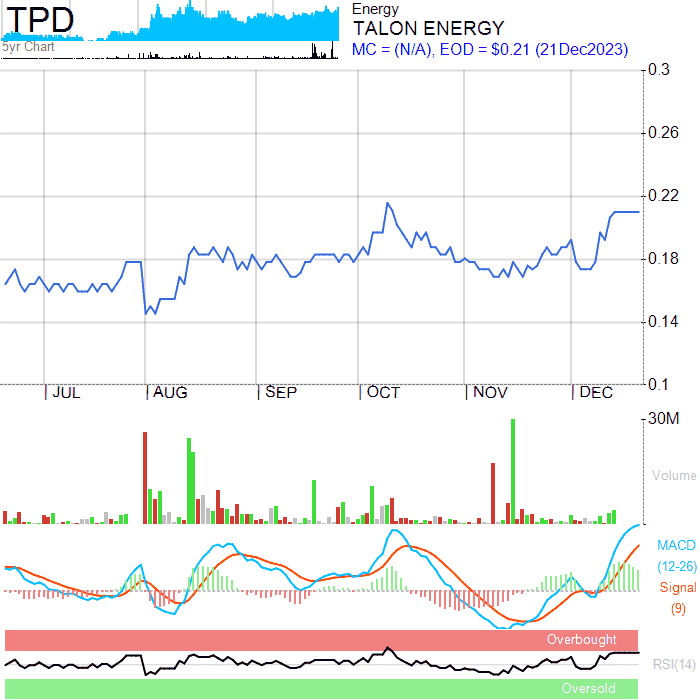 TPD
5yr Chart
Energy
TALON ENERGY
MC = (N/A), EOD = $0.21 (21Dec2023)
0.3
0.26
0.22
0.18
0.14
0.1
JUL AUG SEP OCT NOV DEC
30M
Volume
MACD
(12-26)
Signal
(9)
Overbought
RSI(14)
Oversold